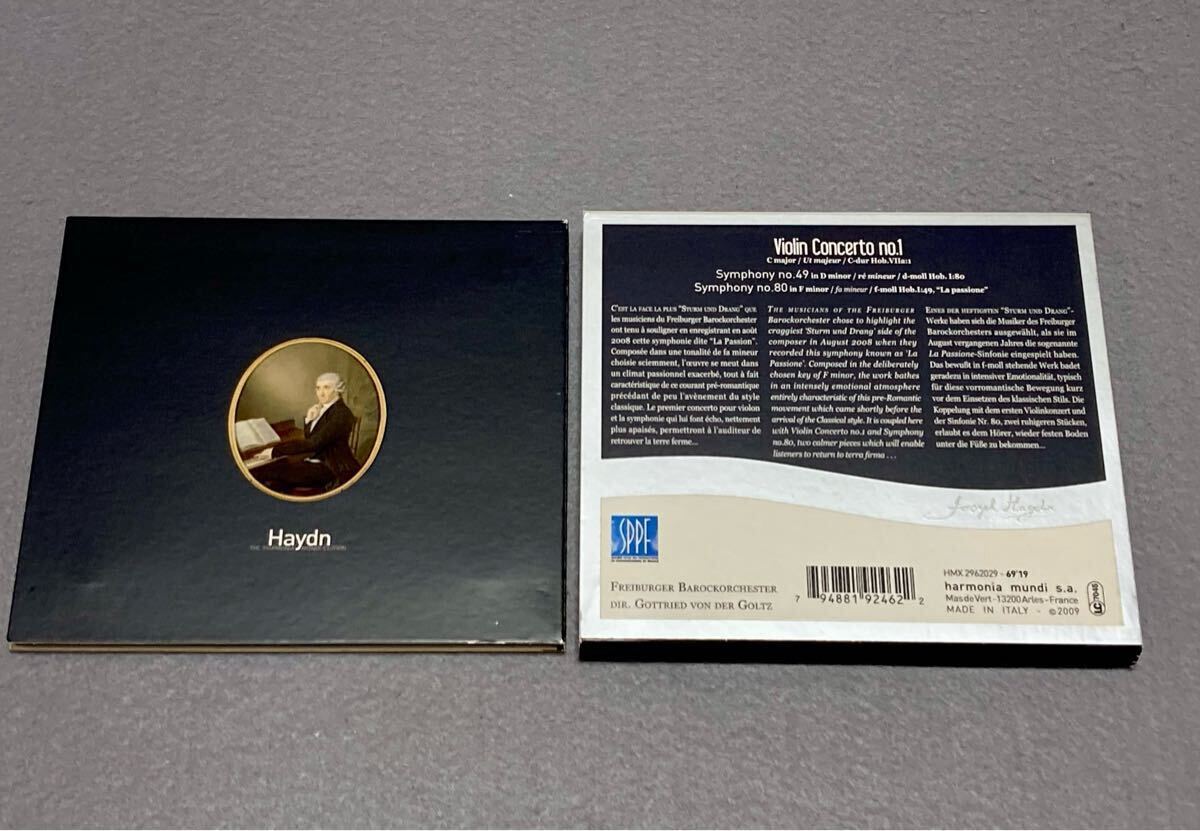 Haydn
Violin Concerto no.1
C major / Ut majeur / C-dur Hob.VIIa:1
Symphony no.49 in D minor / ré mineur / d-moll Hob. I:80
Symphony no.80 in F minor / fa mineur / f-moll Hob.I:49, "La passione"
C'est la face la plus "Sturm und Drang" que
les musiciens du Freiburger Barockorchester
ont tenu à souligner en enregistrant en août
2008 cette symphonie dite "La Passion".
Composée dans une tonalité de fa mineur
choisie sciemment, l'œuvre se meut dans
un climat passionnel exacerbé, tout à fait
caractéristique de ce courant pré-romantique
précédant de peu l'avènement du style
classique. Le premier concerto pour violon
et la symphonie qui lui font écho, nettement
plus apaisés, permettront à l'auditeur de
retrouver la terre ferme...
The musicians of the Freiburger
Barockorchester chose to highlight the
craggiest 'Sturm und Drang' side of the
composer in August 2008 when they
recorded this symphony known as 'La
Passione'. Composed in the deliberately
chosen key of F minor, the work bathes
in an intensely emotional atmosphere
entirely characteristic of this pre-Romantic
movement which came shortly before the
arrival of the Classical style. It is coupled here
with Violin Concerto no.1 and Symphony
no.80, two calmer pieces which will enable
listeners to return to terra firma ...
Eines der heftigsten "Sturm und Drang"-
Werke haben sich die Musiker des Freiburger
Barockorchesters ausgewählt, als sie im
August vergangenen Jahres die sogenannte
La Passione-Sinfonie eingespielt haben.
Das bewußt in f-moll stehende Werk badet
geradezu in intensiver Emotionalität, typisch
für diese vorromantische Bewegung kurz
vor dem Einsetzen des klassischen Stils. Die
Koppelung mit dem ersten Violinkonzert und
der Sinfonie Nr. 80, zwei ruhigeren Stücken,
erlaubt es dem Hörer, wieder festen Boden
unter die Füße zu bekommen...
Joseph Haydn
SPPF
Freiburger Barockorchester
dir. Gottfried von der Goltz
7 94881 92462 2
HMX 2962029 - 69'19
harmonia mundi s.a.
Mas de Vert - 13200 Arles - France
MADE IN ITALY - ©2009
LC 7045